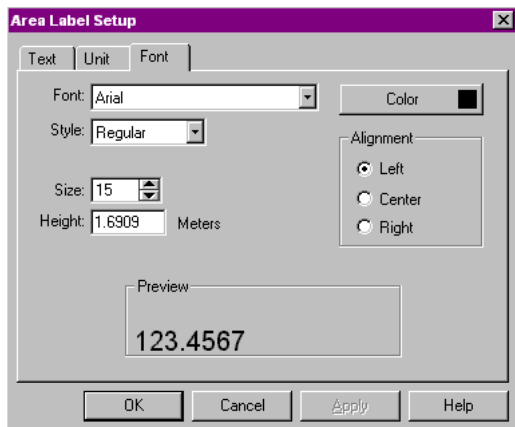 Area Label Setup
Text Unit Font
Font: Arial Color
Style: Regular
Alignment
Left
Size: 15 Center
Height: 1.6909 Meters Right
Preview
123.4567
OK Cancel Apply Help